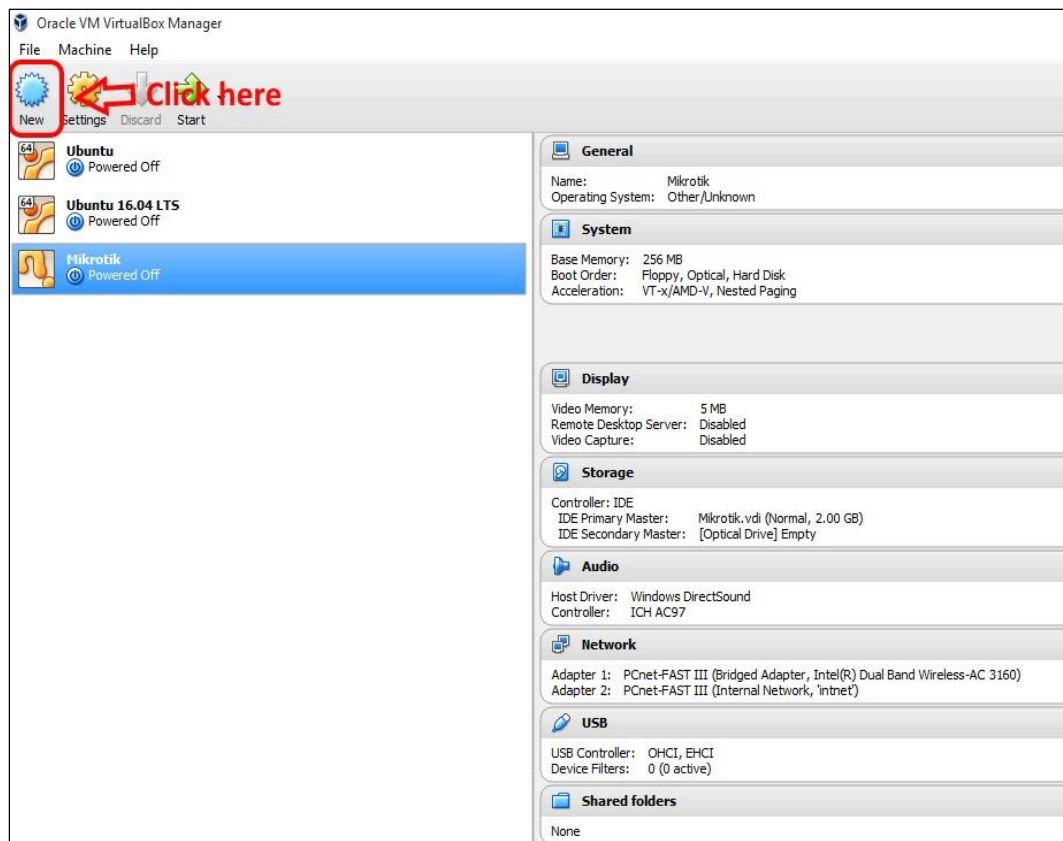 Oracle VM VirtualBox Manager
File Machine Help
New Settings Discard Start
Click here
64
Ubuntu
Powered Off
64
Ubuntu 16.04 LTS
Powered Off
Mikrotik
Powered Off
General
Name: Mikrotik
Operating System: Other/Unknown
System
Base Memory: 256 MB
Boot Order: Floppy, Optical, Hard Disk
Acceleration: VT-x/AMD-V, Nested Paging
Display
Video Memory: 5 MB
Remote Desktop Server: Disabled
Video Capture: Disabled
Storage
Controller: IDE
IDE Primary Master: Mikrotik.vdi (Normal, 2.00 GB)
IDE Secondary Master: [Optical Drive] Empty
Audio
Host Driver: Windows DirectSound
Controller: ICH AC97
Network
Adapter 1: PCnet-FAST III (Bridged Adapter, Intel(R) Dual Band Wireless-AC 3160)
Adapter 2: PCnet-FAST III (Internal Network, 'intnet')
USB
USB Controller: OHCI, EHCI
Device Filters: 0 (0 active)
Shared folders
None